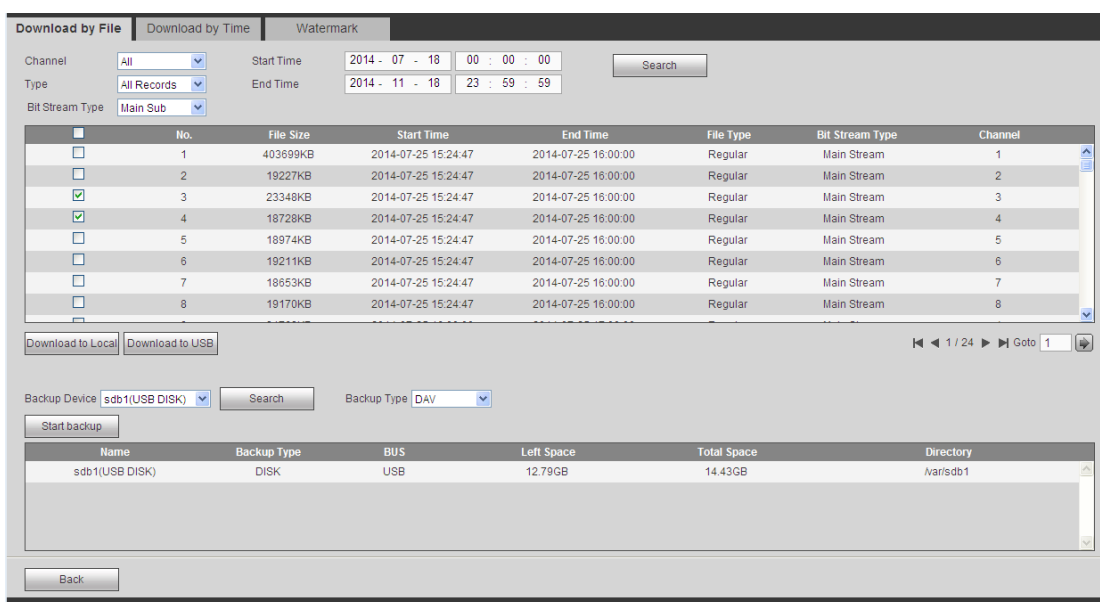 Download by File Download by Time Watermark
Channel All Start Time 2014 - 07 - 18 00 : 00 : 00 Search
Type All Records End Time 2014 - 11 - 18 23 : 59 : 59
Bit Stream Type Main Sub
No. File Size Start Time End Time File Type Bit Stream Type Channel
1 403699KB 2014-07-25 15:24:47 2014-07-25 16:00:00 Regular Main Stream 1
2 19227KB 2014-07-25 15:24:47 2014-07-25 16:00:00 Regular Main Stream 2
3 23348KB 2014-07-25 15:24:47 2014-07-25 16:00:00 Regular Main Stream 3
4 18728KB 2014-07-25 15:24:47 2014-07-25 16:00:00 Regular Main Stream 4
5 18974KB 2014-07-25 15:24:47 2014-07-25 16:00:00 Regular Main Stream 5
6 19211KB 2014-07-25 15:24:47 2014-07-25 16:00:00 Regular Main Stream 6
7 18653KB 2014-07-25 15:24:47 2014-07-25 16:00:00 Regular Main Stream 7
8 19170KB 2014-07-25 15:24:47 2014-07-25 16:00:00 Regular Main Stream 8
Download to Local Download to USB 1 / 24 Goto 1
Backup Device sdb1(USB DISK) Search Backup Type DAV
Start backup
Name Backup Type BUS Left Space Total Space Directory
sdb1(USB DISK) DISK USB 12.79GB 14.43GB /var/sdb1
Back